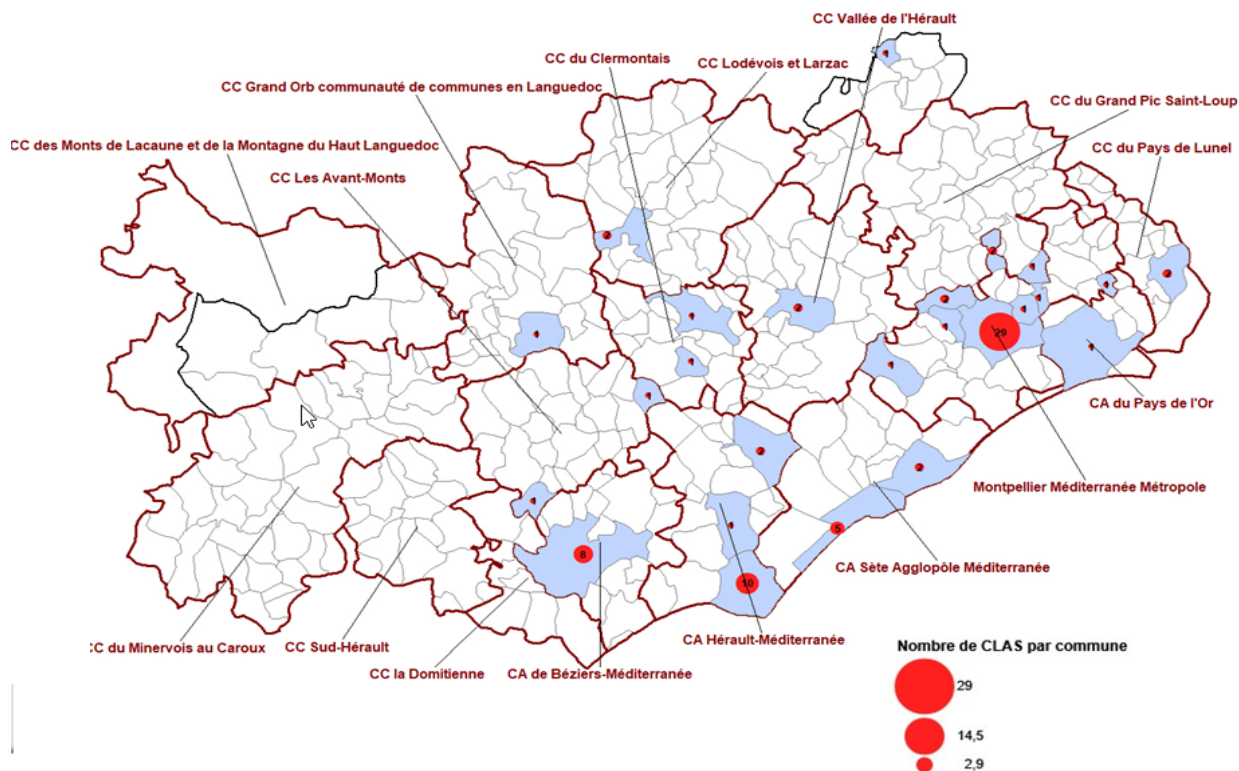 CC Vallée de l'Hérault
CC du Clermontais
CC Lodévois et Larzac
CC Grand Orb communauté de communes en Languedoc
CC du Grand Pic Saint-Loup
CC des Monts de Lacaune et de la Montagne du Haut Languedoc
CC du Pays de Lunel
CC Les Avant-Monts
2
2
2
2
2
29
CA du Pays de l'Or
2
2
Montpellier Méditerranée Métropole
5
8
10
CA Sète Agglopôle Méditerranée
CA Hérault-Méditerranée
CC du Minervois au Caroux
CC Sud-Hérault
CC la Domitienne
CA de Béziers-Méditerranée
Nombre de CLAS par commune
29
14,5
2,9